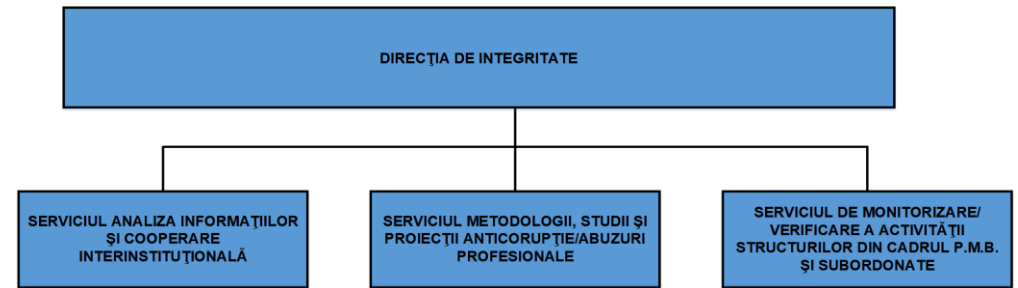 DIRECŢIA DE INTEGRITATE
SERVICIUL ANALIZA INFORMAŢIILOR
ŞI COOPERARE
INTERINSTITUŢIONALĂ
SERVICIUL METODOLOGII, STUDII ŞI
PROIECŢII ANTICORUPŢIE/ABUZURI
PROFESIONALE
SERVICIUL DE MONITORIZARE/
VERIFICARE A ACTIVITĂŢII
STRUCTURILOR DIN CADRUL P.M.B.
ŞI SUBORDONATE